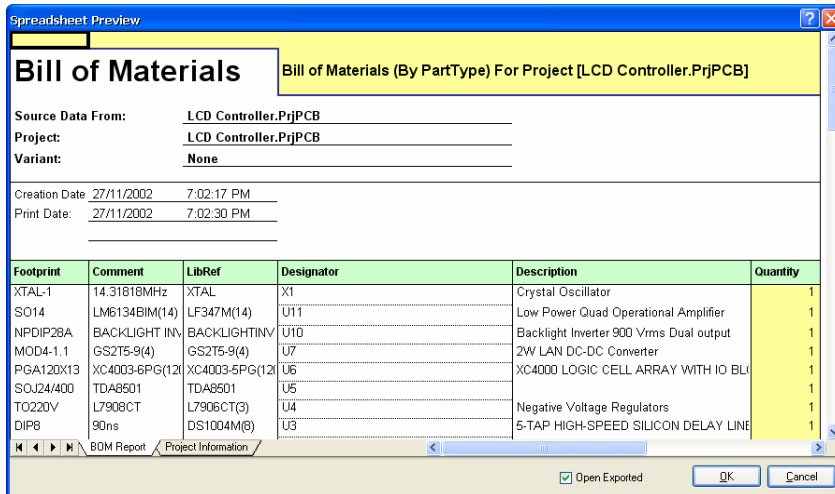 Spreadsheet Preview
Bill of Materials
Bill of Materials (By PartType) For Project [LCD Controller.PrjPCB]
Source Data From: LCD Controller.PrjPCB
Project: LCD Controller.PrjPCB
Variant: None
Creation Date 27/11/2002 7:02:17 PM
Print Date: 27/11/2002 7:02:30 PM
Footprint Comment LibRef Designator Description Quantity
XTAL-1 14.31818MHz XTAL X1 Crystal Oscillator 1
SO14 LM6134BIM(14) LF347M(14) U11 Low Power Quad Operational Amplifier 1
NPDIP28A BACKLIGHT INV BACKLIGHTINV U10 Backlight Inverter 900 Vrms Dual output 1
MOD4-1.1 GS2T5-9(4) GS2T5-9(4) U7 2W LAN DC-DC Converter 1
PGA120X13 XC4003-6PG(120 XC4003-6PG(120 U6 XC4000 LOGIC CELL ARRAY WITH IO BLO 1
SOJ24/400 TDA8501 TDA8501 U5 1
TO220V L7908CT L7906CT(3) U4 Negative Voltage Regulators 1
DIP8 90ns DS1004M(8) U3 5-TAP HIGH-SPEED SILICON DELAY LINE 1
BOM Report Project Information
Open Exported OK Cancel